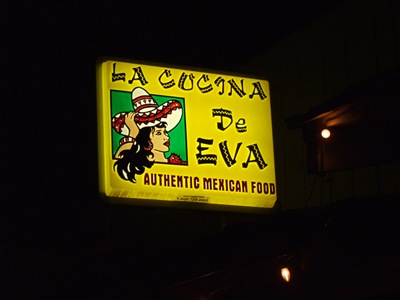 LA CUCINA
De
EVA
AUTHENTIC MEXICAN FOOD